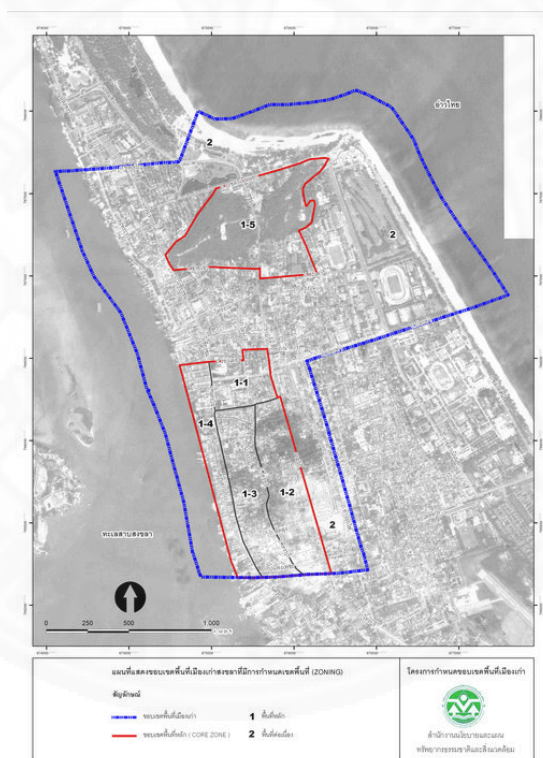 อ่าวไทย
2
1-5
2
1-1
1-4
1-3
1-2
2
ทะเลสาบสงขลา
0 250 500 1,000
แผนที่แสดงขอบเขตพื้นที่เมืองเก่าสงขลาที่มีการกำหนดเขตพื้นที่ (ZONING)
โครงการกำหนดขอบเขตพื้นที่เมืองเก่า
สัญลักษณ์
ขอบเขตพื้นที่เมืองเก่า 1 พื้นที่หลัก
ขอบเขตพื้นที่หลัก ( CORE ZONE ) 2 พื้นที่ต่อเนื่อง
สำนักงานนโยบายและแผน
ทรัพยากรธรรมชาติและสิ่งแวดล้อม